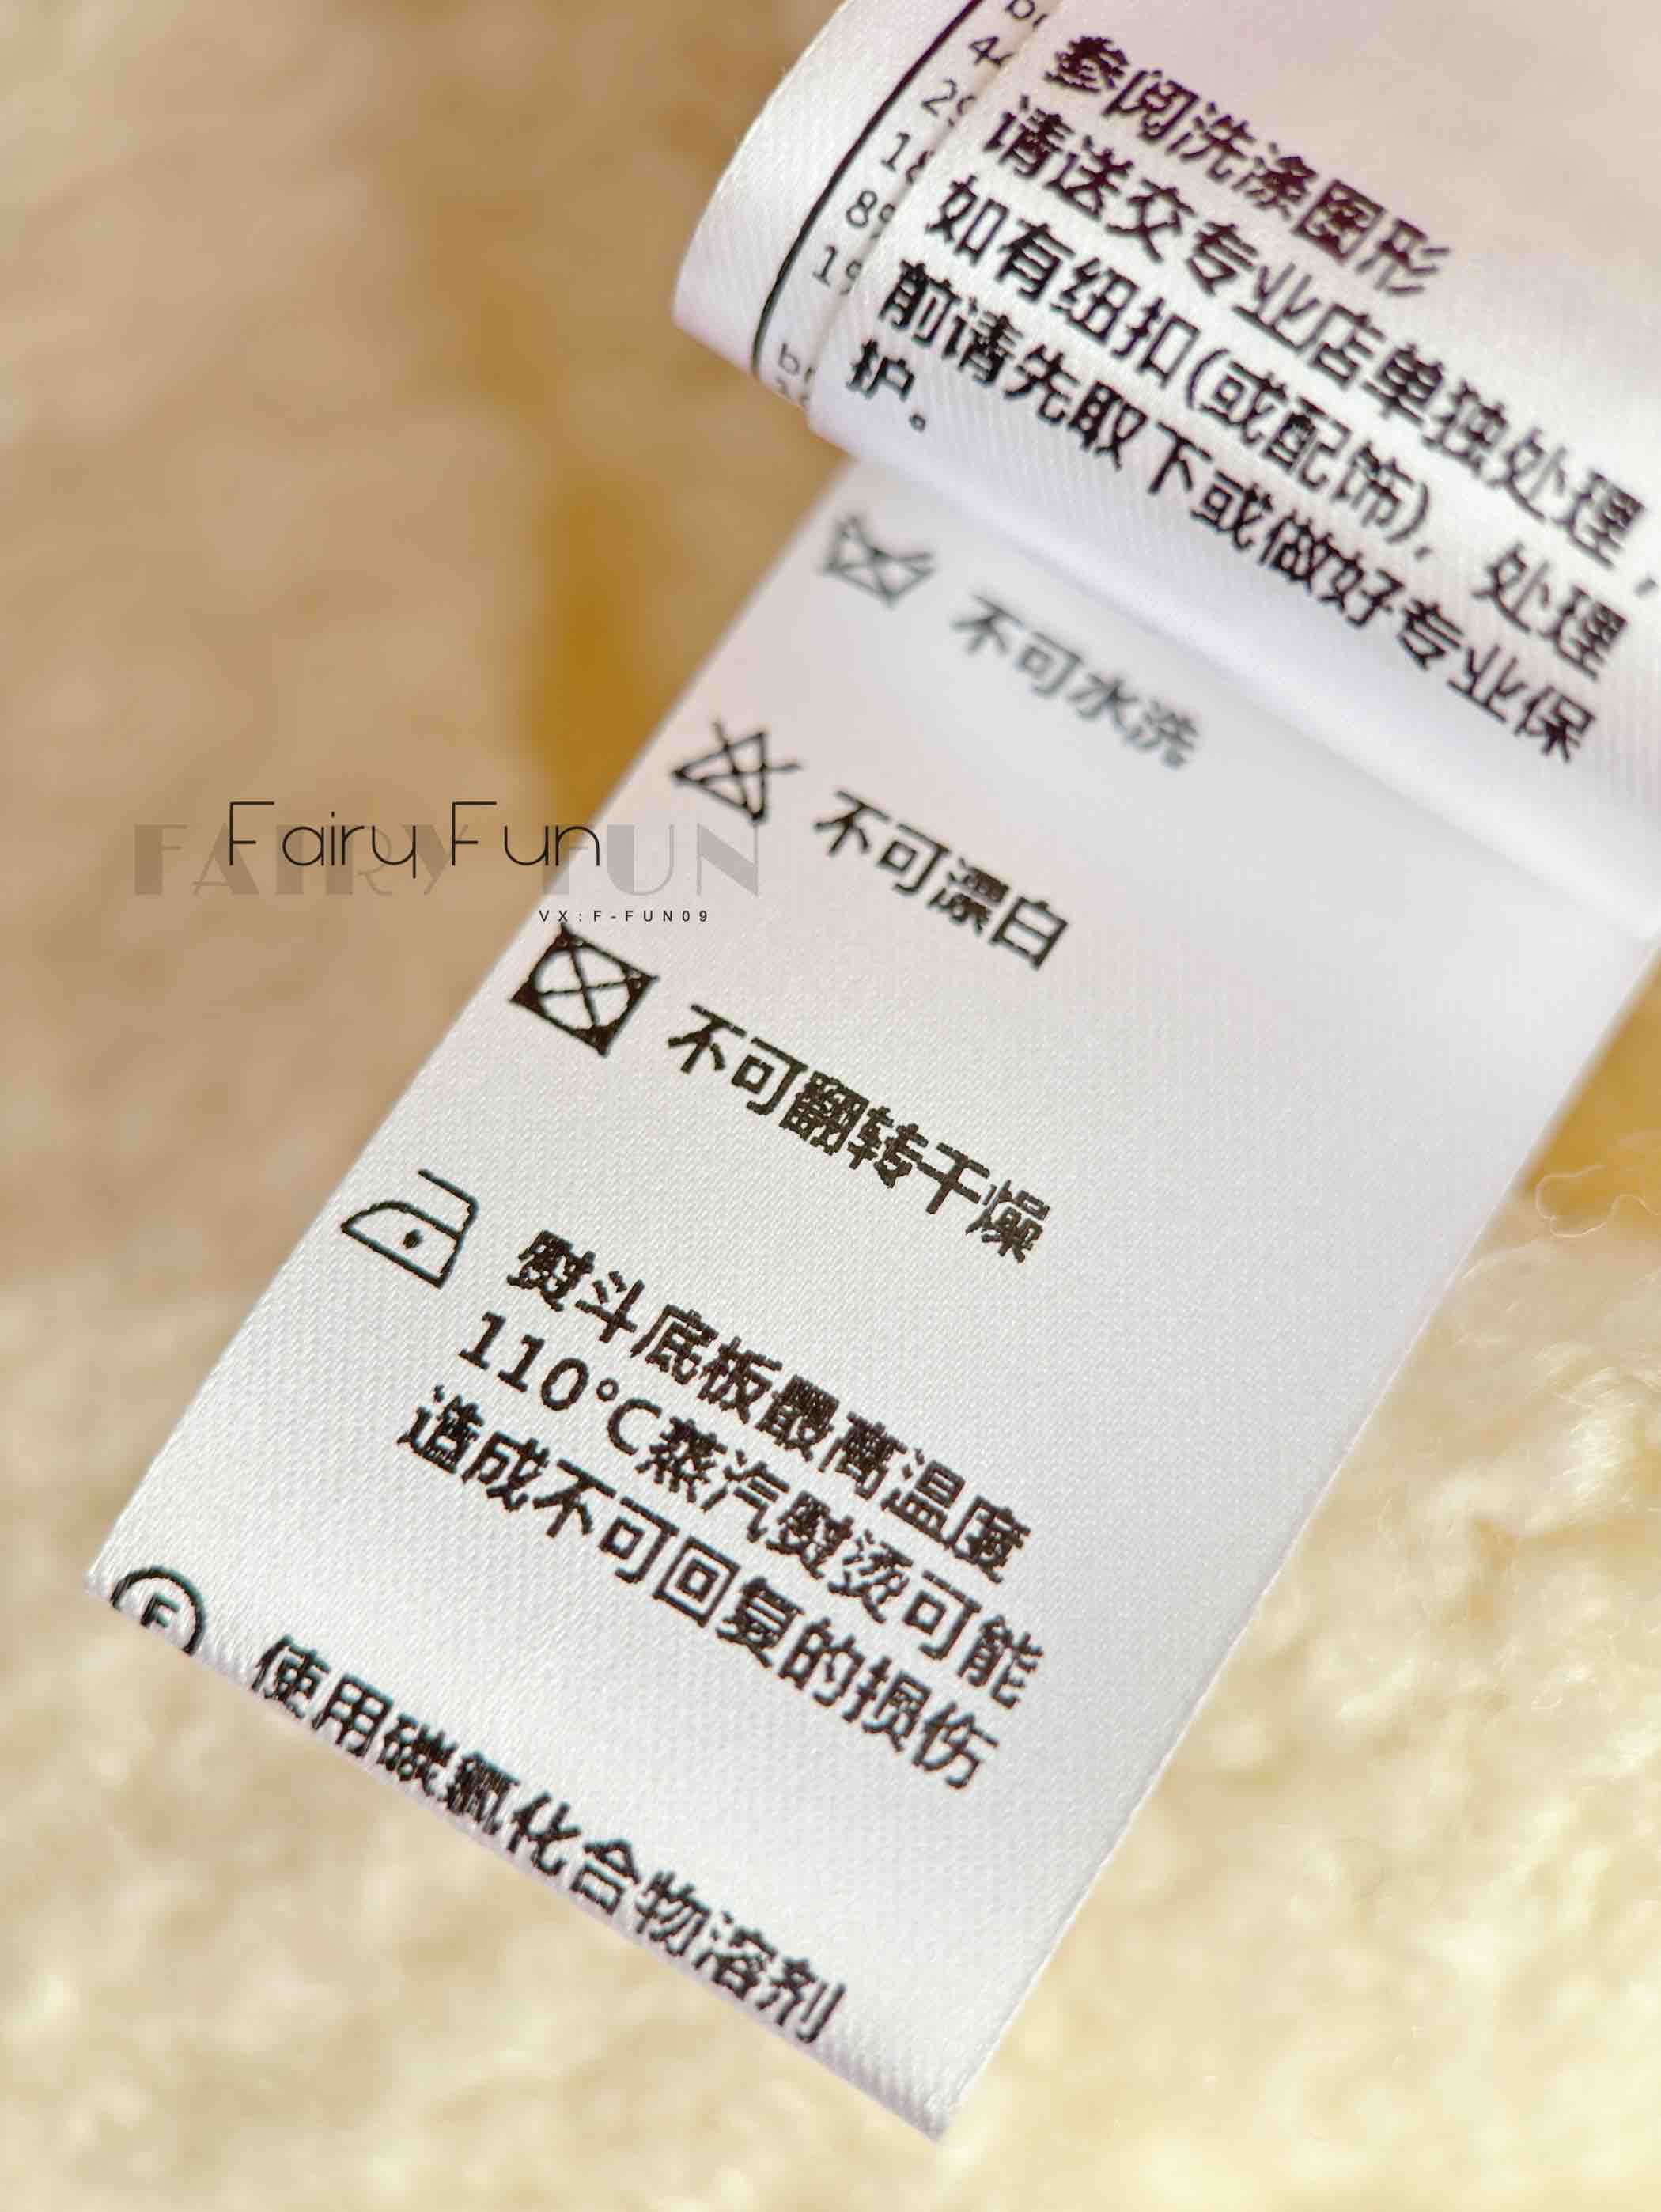 参阅洗涤图形
请送交专业店单独处理，
如有纽扣(或配饰)，处理
前请先取下或做好专业保
护。
不可水洗
不可漂白
FairyFun
FAIRY FUN
VX:F-FUN09
不可翻转干燥
熨斗底板最高温度
110°C蒸汽熨烫可能
造成不可回复的损伤
F
使用碳氢化合物溶剂